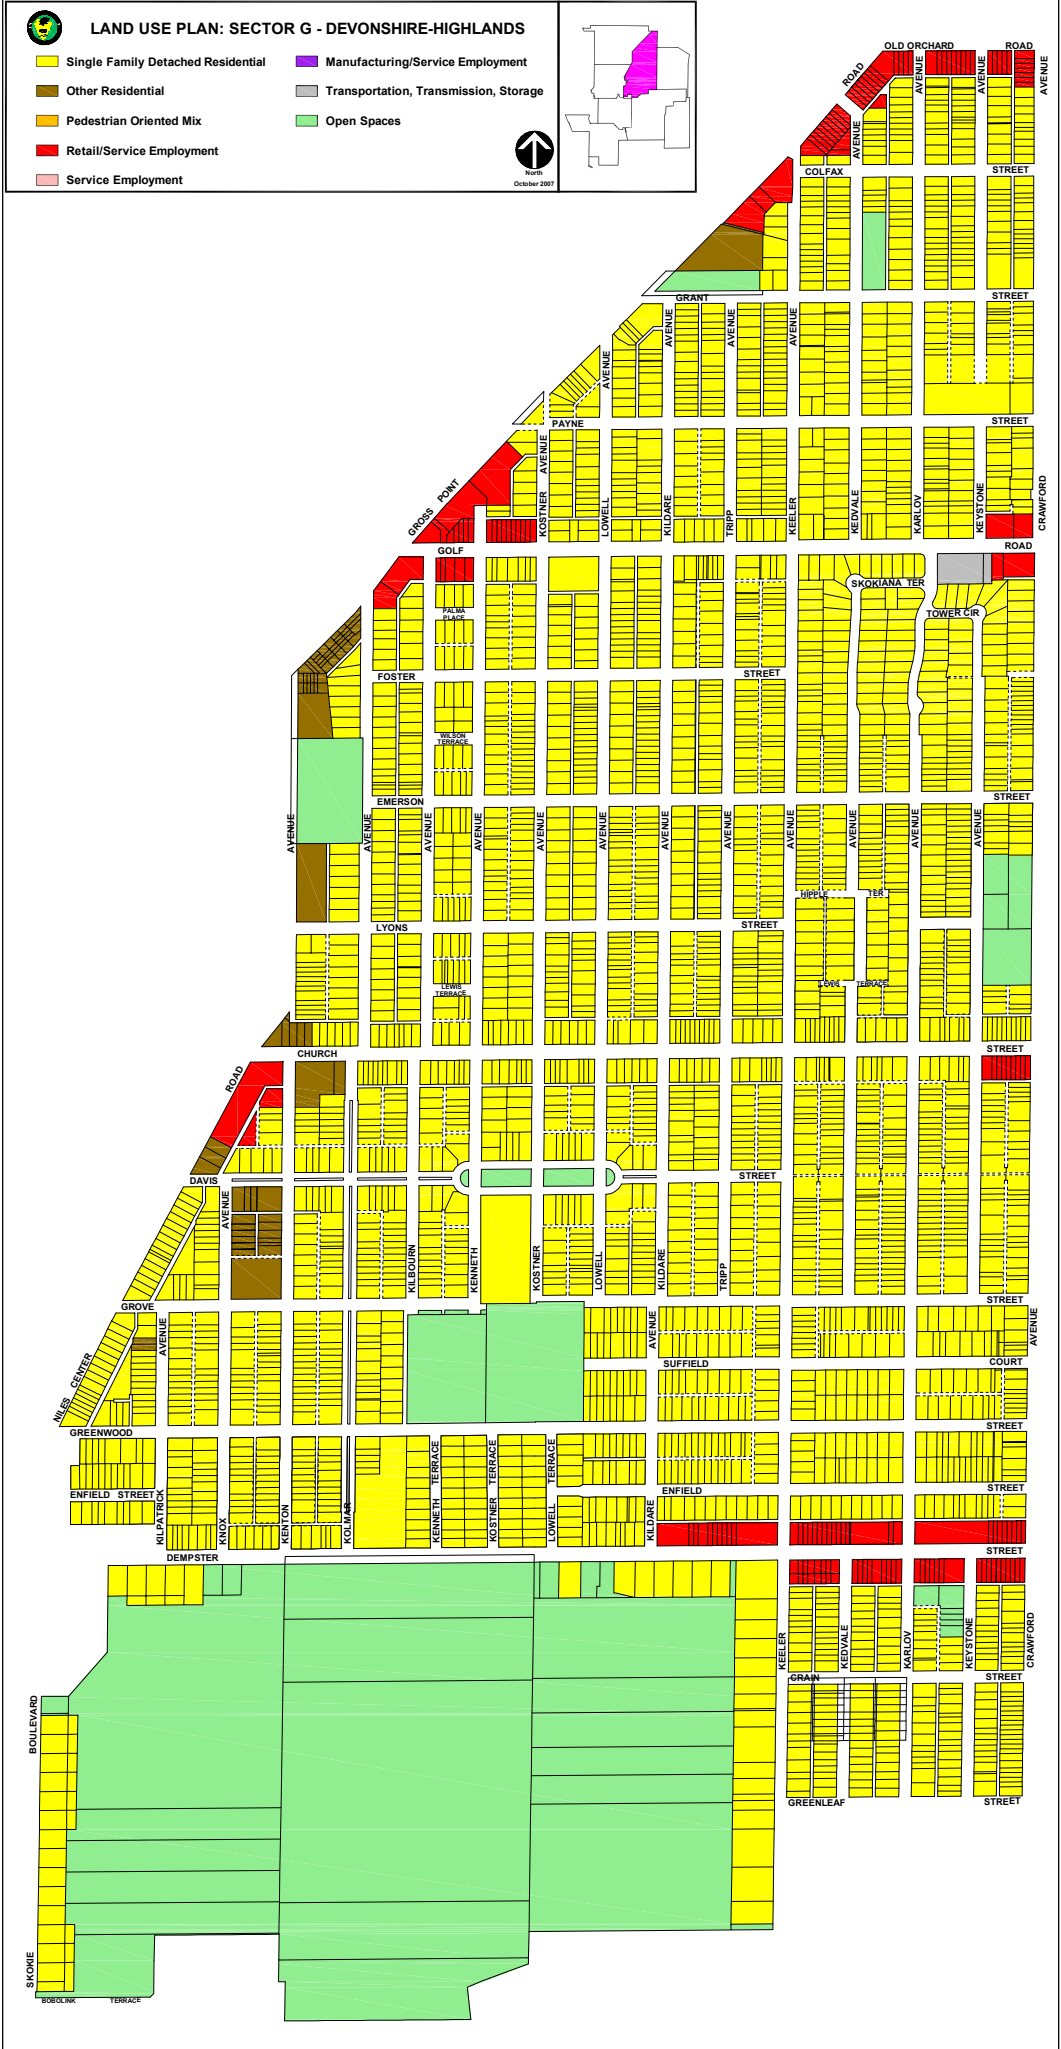 LAND USE PLAN: SECTOR G - DEVONSHIRE-HIGHLANDS
Single Family Detached Residential
Manufacturing/Service Employment
Other Residential
Transportation, Transmission, Storage
Pedestrian Oriented Mix
Open Spaces
Retail/Service Employment
Service Employment
North
October 2007
OLD ORCHARD ROAD
ROAD
AVENUE
AVENUE
AVENUE
AVENUE
COLFAX STREET
GRANT STREET
AVENUE
AVENUE
AVENUE
AVENUE
PAYNE STREET
GROSS POINT
AVENUE
KOSTNER
LOWELL
KILDARE
TRIPP
KEELER
KEDVALE
KARLOV
KEYSTONE
CRAWFORD
GOLF ROAD
SKOKIANA TER
PALMA
PLACE
TOWER CIR
FOSTER STREET
WILSON
TERRACE
EMERSON STREET
AVENUE
AVENUE
AVENUE
AVENUE
AVENUE
AVENUE
AVENUE
AVENUE
AVENUE
AVENUE
AVENUE
AVENUE
HIPPLE TER
LYONS STREET
LEWIS
TERRACE
LEWIS TERRACE
CHURCH STREET
ROAD
DAVIS STREET
AVENUE
KILBOURN
KENNETH
KOSTNER
LOWELL
KILDARE
TRIPP
GROVE STREET
AVENUE
AVENUE
AVENUE
NILES CENTER
SUFFIELD COURT
GREENWOOD STREET
TERRACE
TERRACE
TERRACE
ENFIELD STREET
ENFIELD STREET
KILPATRICK
KNOX
KENTON
KOLMAR
KENNETH
KOSTNER
LOWELL
KILDARE
DEMPSTER STREET
KEELER
KEDVALE
KARLOV
KEYSTONE
CRAWFORD
CRAIN STREET
BOULEVARD
GREENLEAF STREET
SKOKIE
BOBOLINK TERRACE